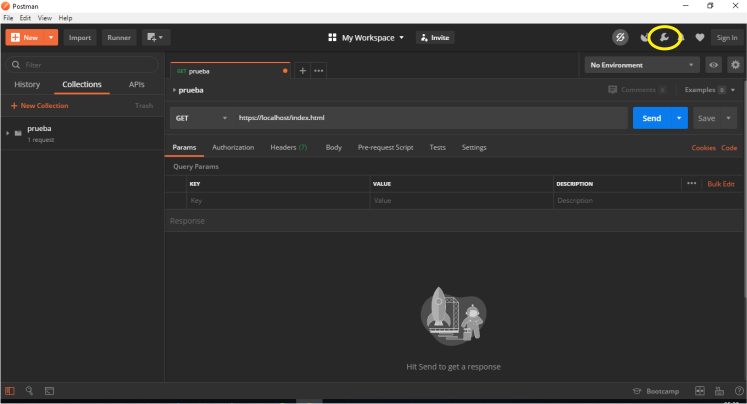 Postman
File Edit View Help
New Import Runner My Workspace Invite Sign In
Filter
History Collections APIs
+ New Collection Trash
prueba
1 request
GET prueba
No Environment
prueba
Comments 0 Examples 0
GET https://localhost/index.html Send Save
Params Authorization Headers (7) Body Pre-request Script Tests Settings Cookies Code
Query Params
KEY VALUE DESCRIPTION Bulk Edit
Key Value Description
Response
Hit Send to get a response
Bootcamp